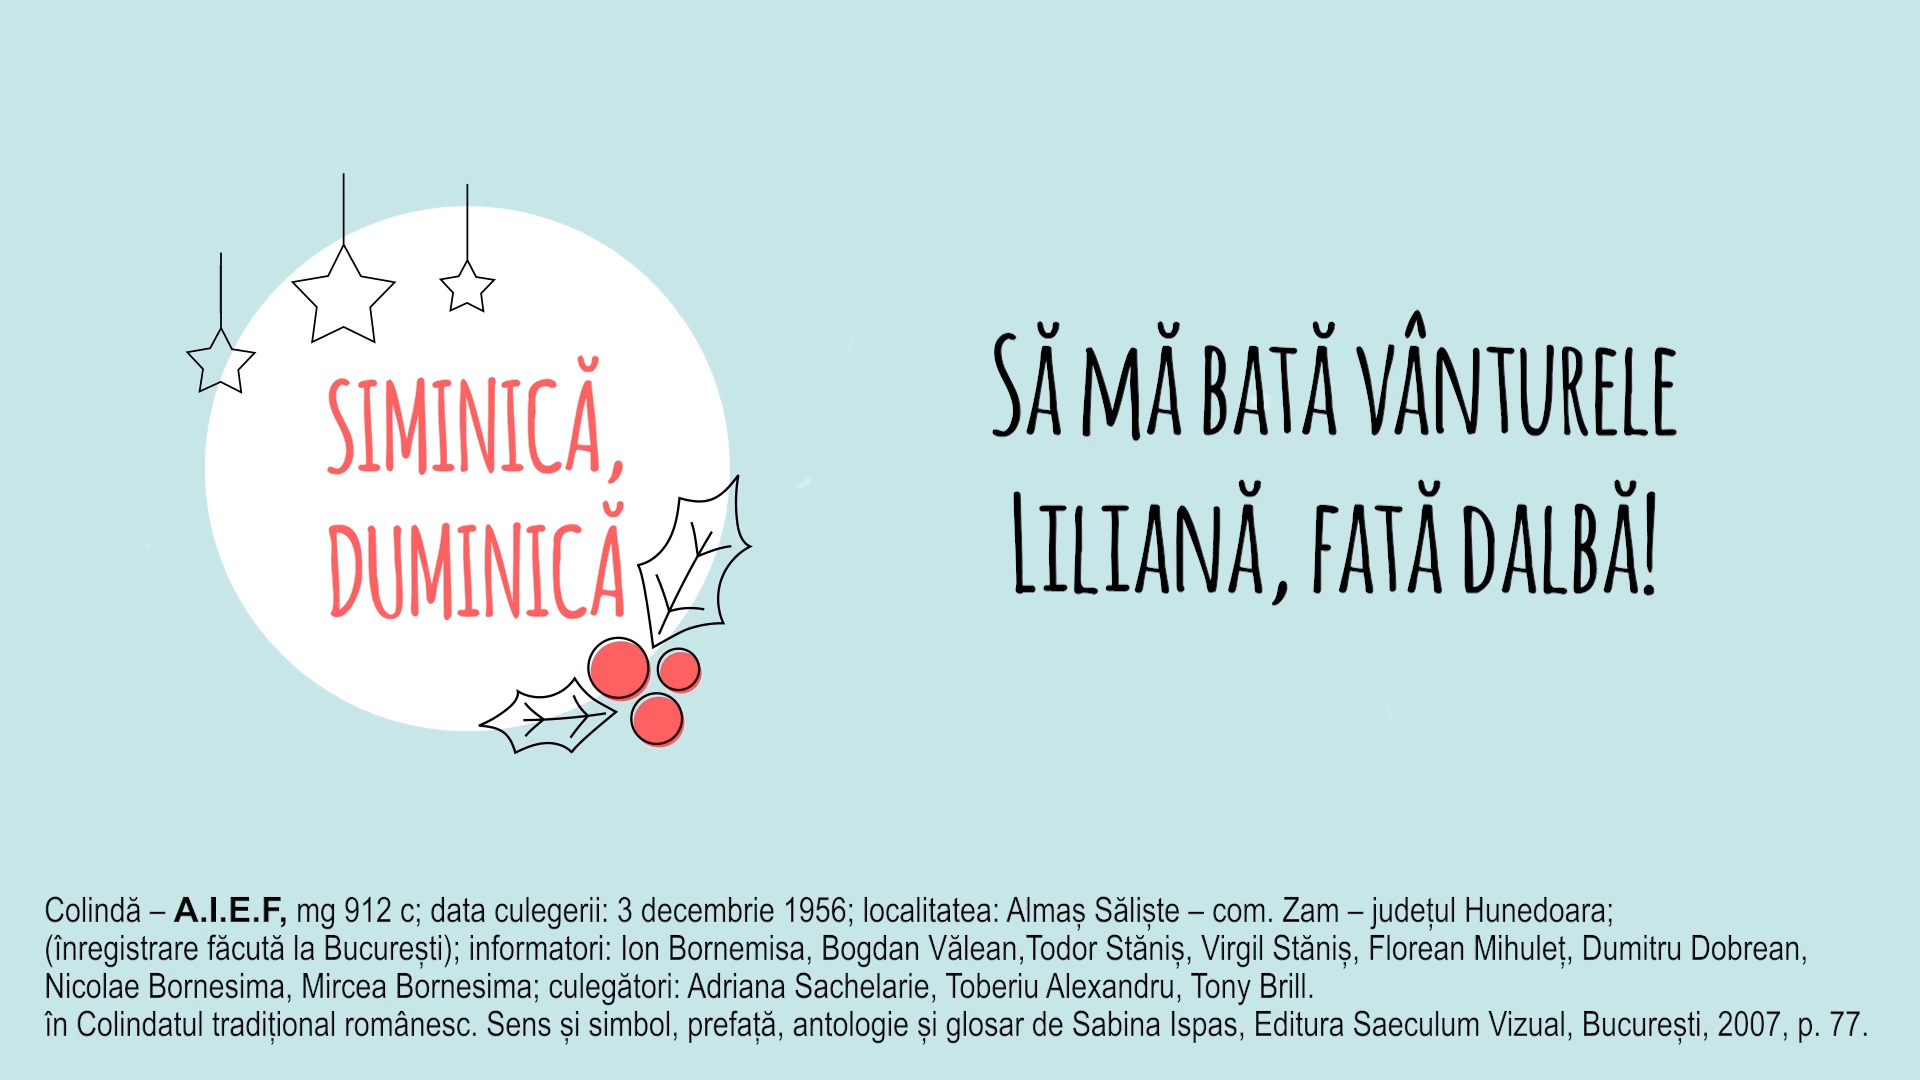 SIMINICĂ,
DUMINICĂ
SĂ MĂ BATĂ VÂNTURELE
LILIANĂ, FATĂ DALBĂ!
Colindă – A.I.E.F, mg 912 c; data culegerii: 3 decembrie 1956; localitatea: Almaș Săliște – com. Zam – județul Hunedoara;
(înregistrare făcută la București); informatori: Ion Bornemisa, Bogdan Vălean,Todor Stăniș, Virgil Stăniș, Florean Mihuleț, Dumitru Dobrean,
Nicolae Bornesima, Mircea Bornesima; culegători: Adriana Sachelarie, Toberiu Alexandru, Tony Brill.
în Colindatul tradițional românesc. Sens și simbol, prefață, antologie și glosar de Sabina Ispas, Editura Saeculum Vizual, București, 2007, p. 77.